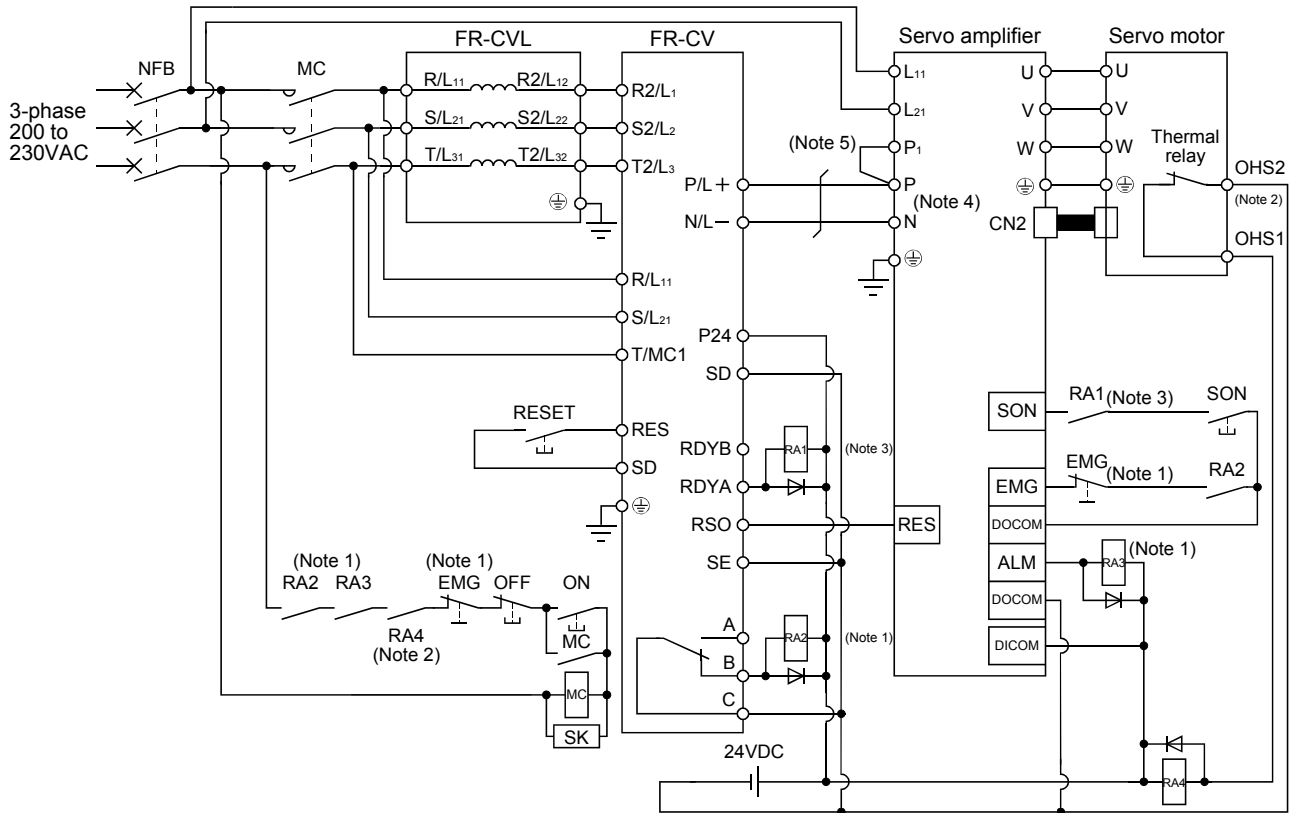 FR-CVL
FR-CV
Servo amplifier
Servo motor
NFB
MC
3-phase
200 to
230VAC
R/L11
R2/L12
S/L21
S2/L22
T/L31
T2/L32
R2/L1
S2/L2
T2/L3
P/L+
N/L−
R/L11
S/L21
T/MC1
P24
SD
RESET
RES
SD
RDYB
RDYA
RSO
SE
A
B
C
L11
L21
(Note 5)
P1
P
(Note 4)
N
U
V
W
CN2
U
V
W
Thermal
relay
OHS2
(Note 2)
OHS1
RA1
(Note 3)
RES
SON
RA1
(Note 3)
SON
EMG
EMG
(Note 1)
RA2
DOCOM
ALM
RA3
(Note 1)
DOCOM
DICOM
(Note 1)
RA2
RA3
RA4
(Note 2)
(Note 1)
EMG
OFF
ON
MC
MC
SK
RA2
(Note 1)
24VDC
RA4